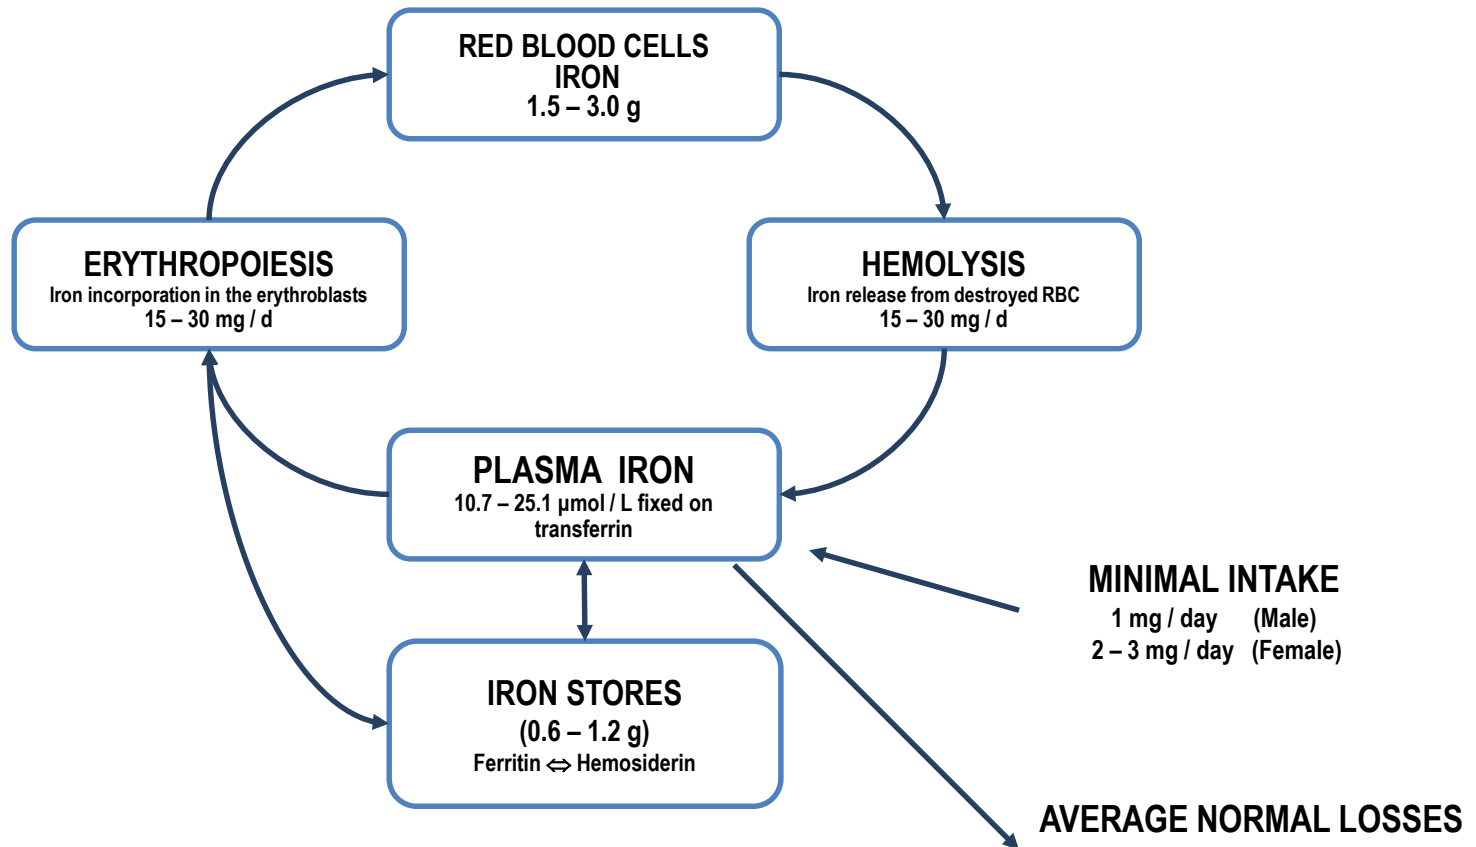 RED BLOOD CELLS
IRON
1.5 – 3.0 g
ERYTHROPOIESIS
Iron incorporation in the erythroblasts
15 – 30 mg / d
HEMOLYSIS
Iron release from destroyed RBC
15 – 30 mg / d
PLASMA IRON
10.7 – 25.1 µmol / L fixed on
transferrin
MINIMAL INTAKE
1 mg / day (Male)
2 – 3 mg / day (Female)
IRON STORES
(0.6 – 1.2 g)
Ferritin ⇔ Hemosiderin
AVERAGE NORMAL LOSSES